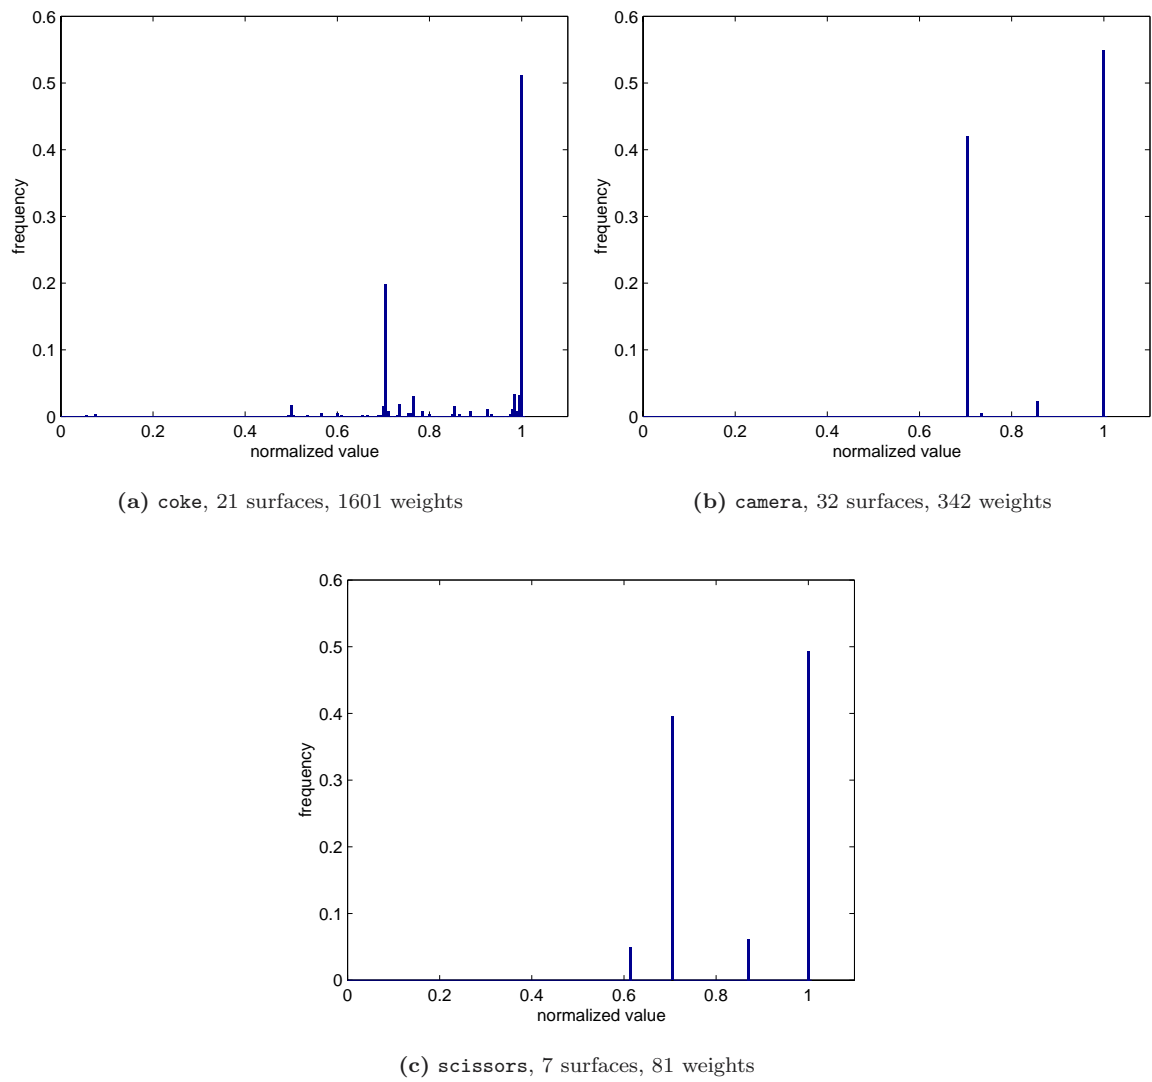 0.6
0.5
0.4
0.3
0.2
0.1
0
frequency
0 0.2 0.4 0.6 0.8 1
normalized value
(a) coke, 21 surfaces, 1601 weights
0.6
0.5
0.4
0.3
0.2
0.1
0
frequency
0 0.2 0.4 0.6 0.8 1
normalized value
(b) camera, 32 surfaces, 342 weights
0.6
0.5
0.4
0.3
0.2
0.1
0
frequency
0 0.2 0.4 0.6 0.8 1
normalized value
(c) scissors, 7 surfaces, 81 weights